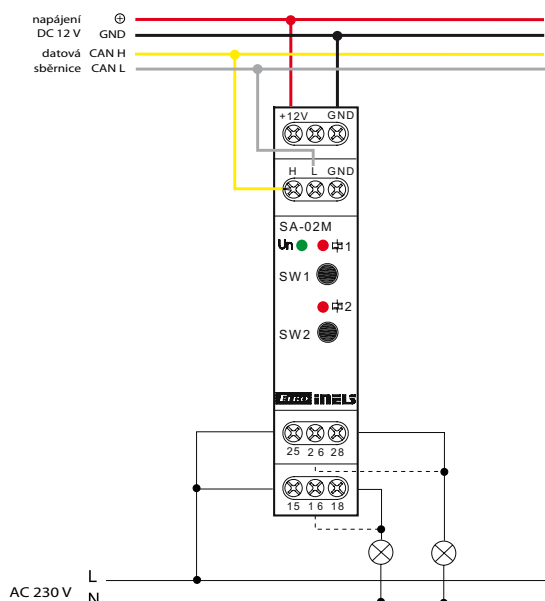 napájení ⊕
DC 12 V GND
datová CAN H
sběrnice CAN L
+12V GND
H L GND
SA-02M
Un 1
SW1
2
SW2
ELKO iNELS
25 26 28
15 16 18
L
AC 230 V
N